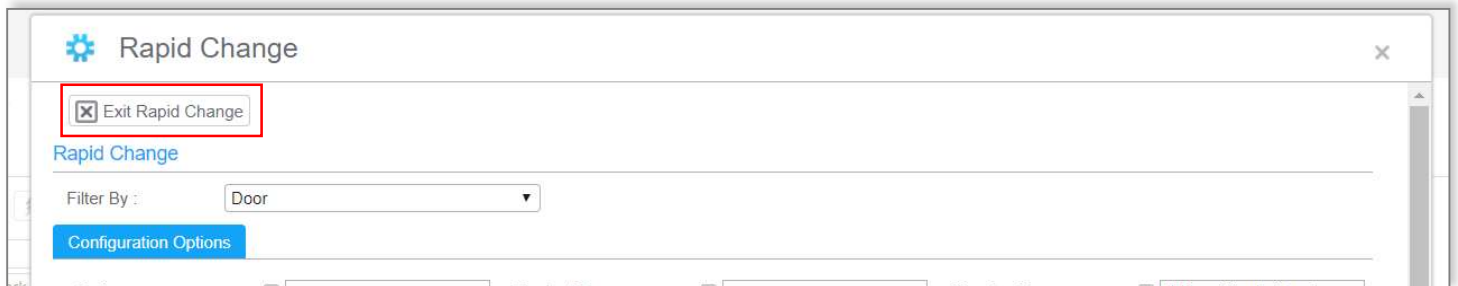 Rapid Change
Exit Rapid Change
Rapid Change
Filter By :
Door
Configuration Options